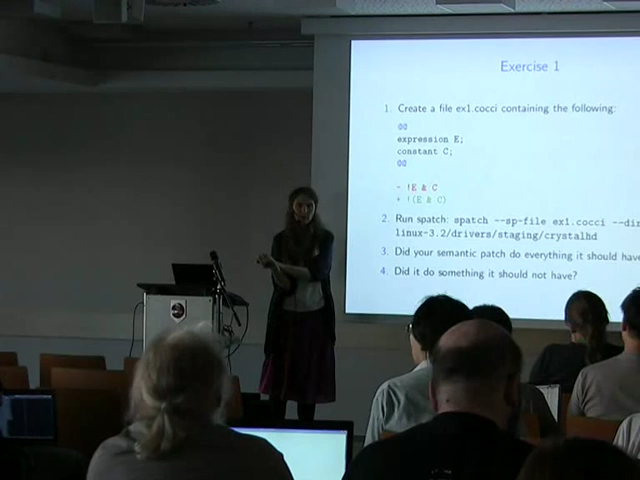 Exercise 1
1. Create a file ex1.cocci containing the following:
@@
expression E;
constant C;
@@
- !E & C
+ !(E & C)
2. Run spatch: spatch --sp-file ex1.cocci --dir
linux-3.2/drivers/staging/crystalhd
3. Did your semantic patch do everything it should have
4. Did it do something it should not have?